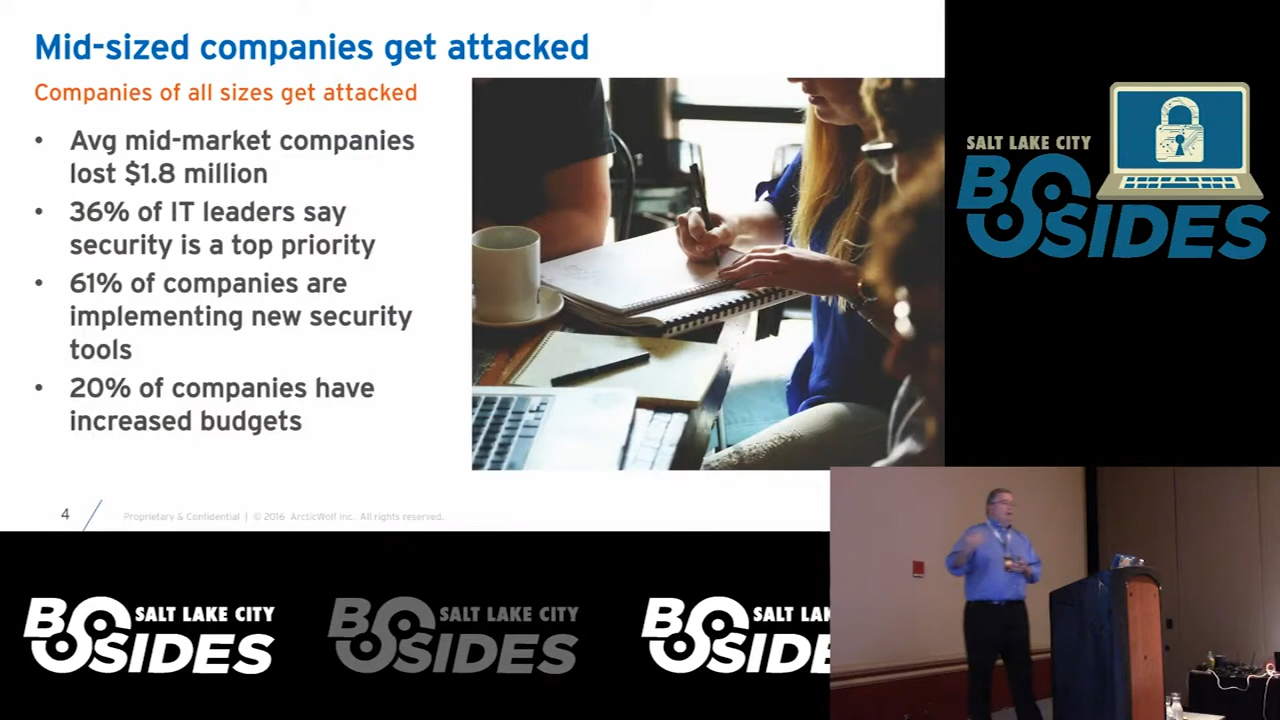 Mid-sized companies get attacked
Companies of all sizes get attacked
• Avg mid-market companies
lost $1.8 million
• 36% of IT leaders say
security is a top priority
• 61% of companies are
implementing new security
tools
• 20% of companies have
increased budgets
4
Proprietary & Confidential | © 2016 ArcticWolf Inc. All rights reserved.
SALT LAKE CITY
BSIDES
SALT LAKE CITY
BSIDES
SALT LAKE CITY
BSIDES
SALT LAK
BSIDES